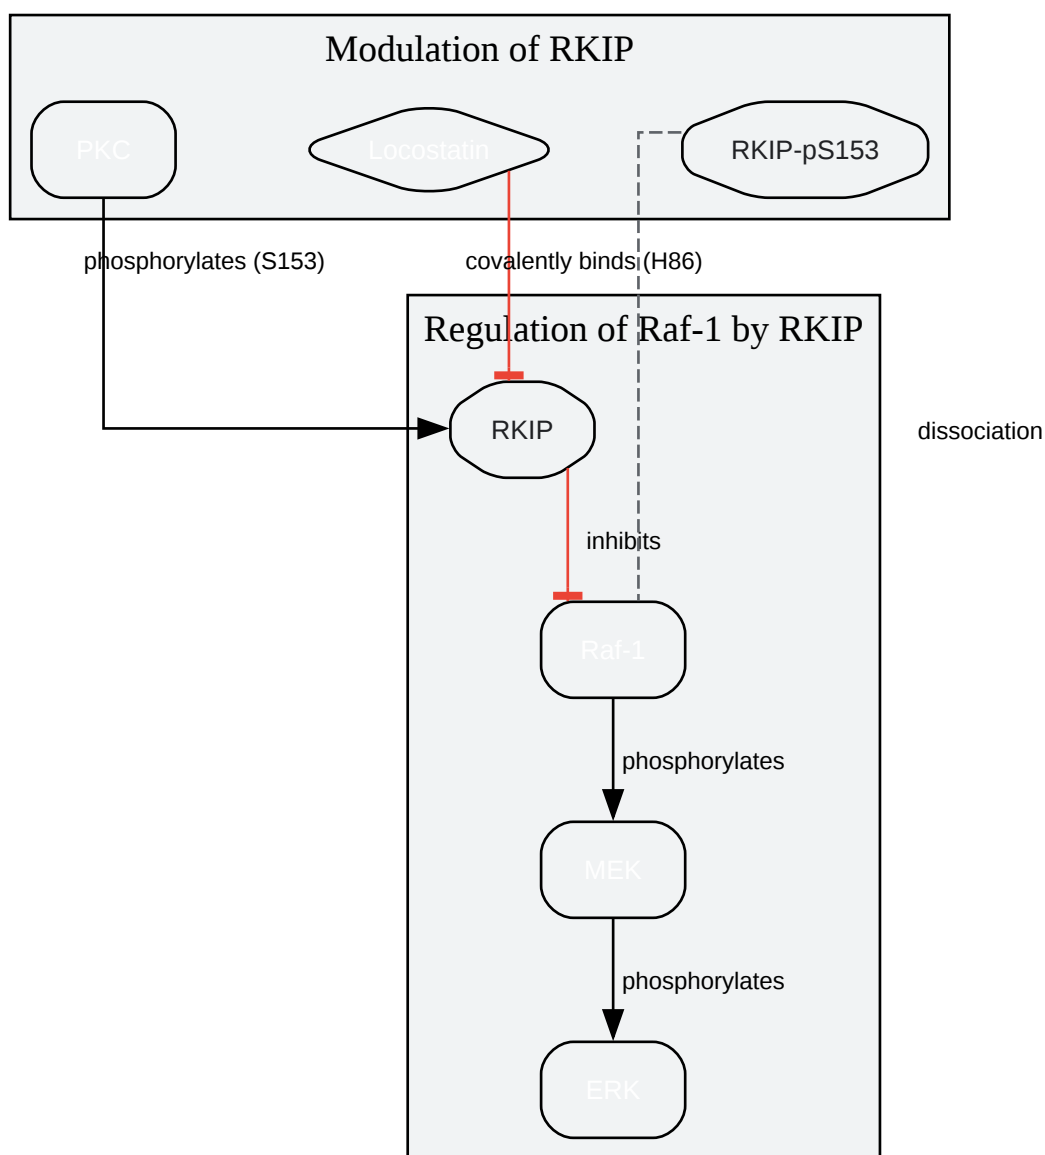 Modulation of RKIP
PKC
Locostatin
RKIP-pS153
phosphorylates (S153)
covalently binds (H86)
Regulation of Raf-1 by RKIP
RKIP
dissociation
inhibits
Raf-1
phosphorylates
MEK
phosphorylates
ERK